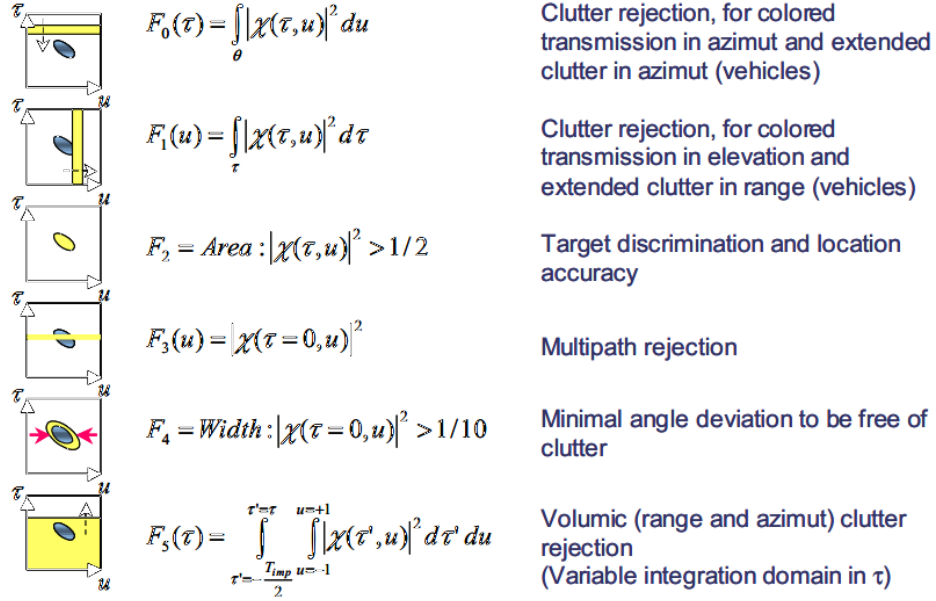 τ
F₀(τ) = ∫θ |χ(τ,u)|² du
Clutter rejection, for colored
transmission in azimut and extended
clutter in azimut (vehicles)
τ u
F₁(u) = ∫τ |χ(τ,u)|² dτ
Clutter rejection, for colored
transmission in elevation and
extended clutter in range (vehicles)
τ u
F₂ = Area : |χ(τ,u)|² > 1/2
Target discrimination and location
accuracy
τ u
F₃(u) = |χ(τ = 0,u)|²
Multipath rejection
τ u
F₄ = Width : |χ(τ = 0,u)|² > 1/10
Minimal angle deviation to be free of
clutter
τ u
F₅(τ) = ∫_{τ'=-T_imp/2}^{τ'=τ} ∫_{u=-1}^{u=+1} |χ(τ',u)|² dτ' du
Volumic (range and azimut) clutter
rejection
(Variable integration domain in τ)
u